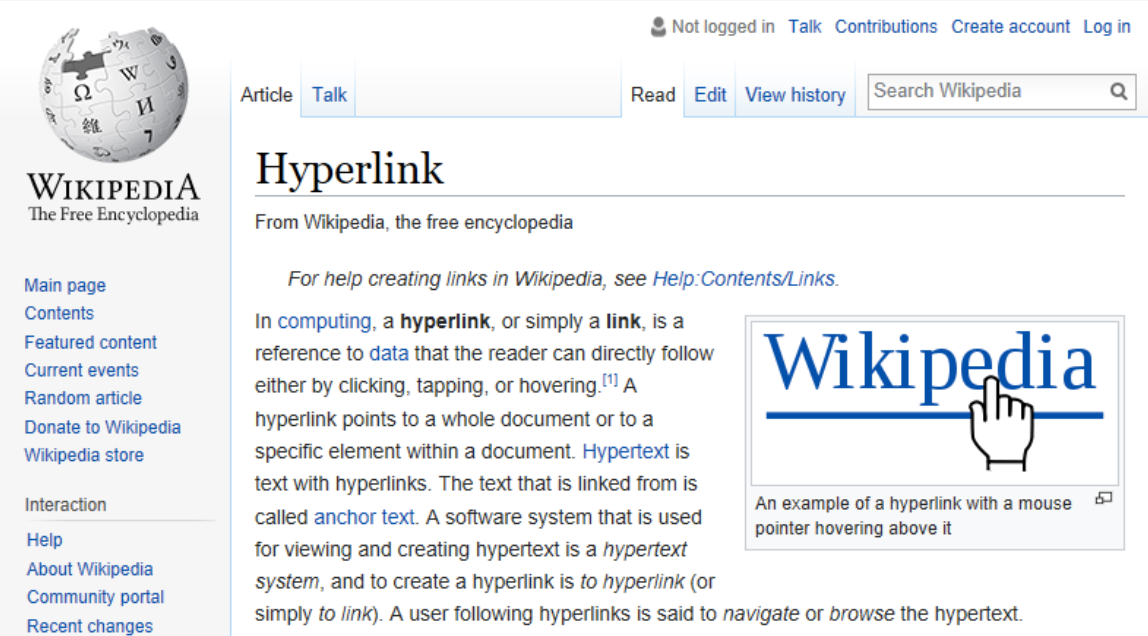 Not logged in Talk Contributions Create account Log in
Article Talk Read Edit View history Search Wikipedia
WIKIPEDIA
The Free Encyclopedia
Main page
Contents
Featured content
Current events
Random article
Donate to Wikipedia
Wikipedia store
Interaction
Help
About Wikipedia
Community portal
Recent changes
Hyperlink
From Wikipedia, the free encyclopedia
For help creating links in Wikipedia, see Help:Contents/Links.
In computing, a hyperlink, or simply a link, is a
reference to data that the reader can directly follow
either by clicking, tapping, or hovering.[1] A
hyperlink points to a whole document or to a
specific element within a document. Hypertext is
text with hyperlinks. The text that is linked from is
called anchor text. A software system that is used
for viewing and creating hypertext is a hypertext
system, and to create a hyperlink is to hyperlink (or
simply to link). A user following hyperlinks is said to navigate or browse the hypertext.
Wikipedia
An example of a hyperlink with a mouse
pointer hovering above it